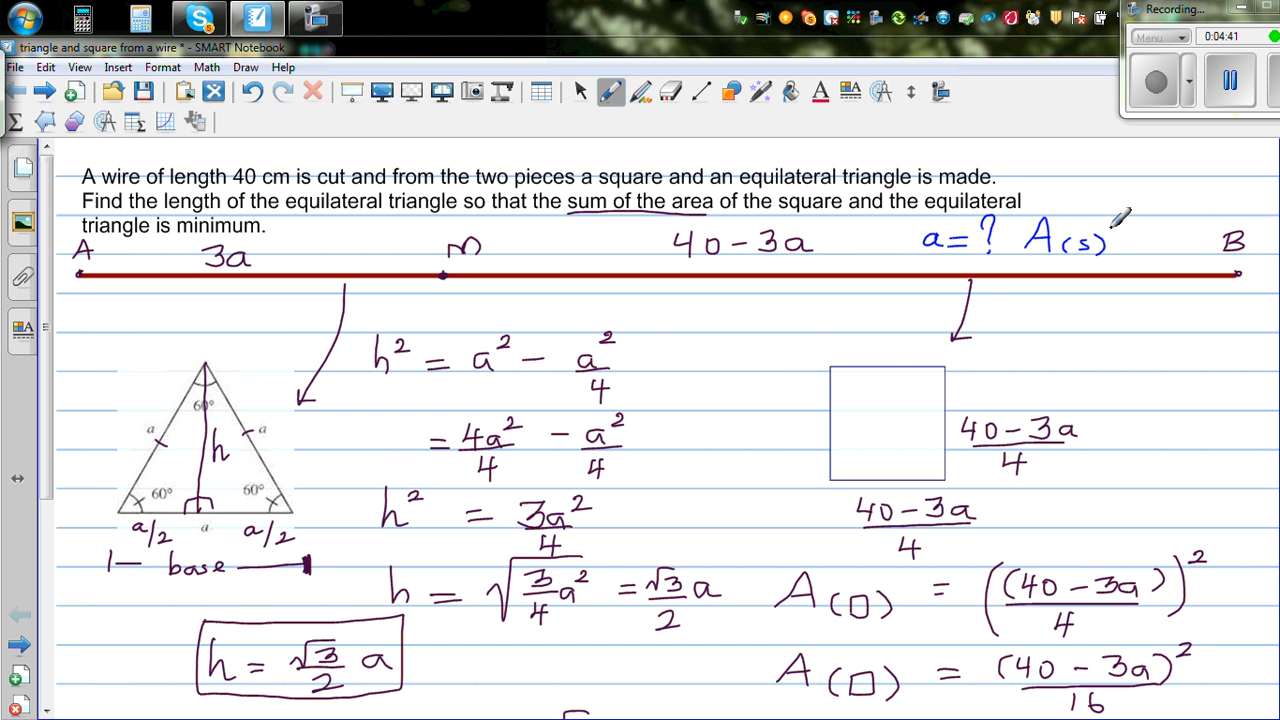 Recording...
triangle and square from a wire * - SMART Notebook
Menu
0:04:41
File Edit View Insert Format Math Draw Help
A wire of length 40 cm is cut and from the two pieces a square and an equilateral triangle is made.
Find the length of the equilateral triangle so that the sum of the area of the square and the equilateral
triangle is minimum.
A 3a m 40-3a a=? A(s) B
h² = a² - a²/4
60°
a h a
= 4a²/4 - a²/4
40-3a/4
60° 60°
h² = 3a²/4
40-3a/4
a/2 a a/2
base
h = √3/4 a² = √3/2 a
A(□) = ((40-3a)/4)²
h = √3/2 a
A(□) = (40-3a)²/16